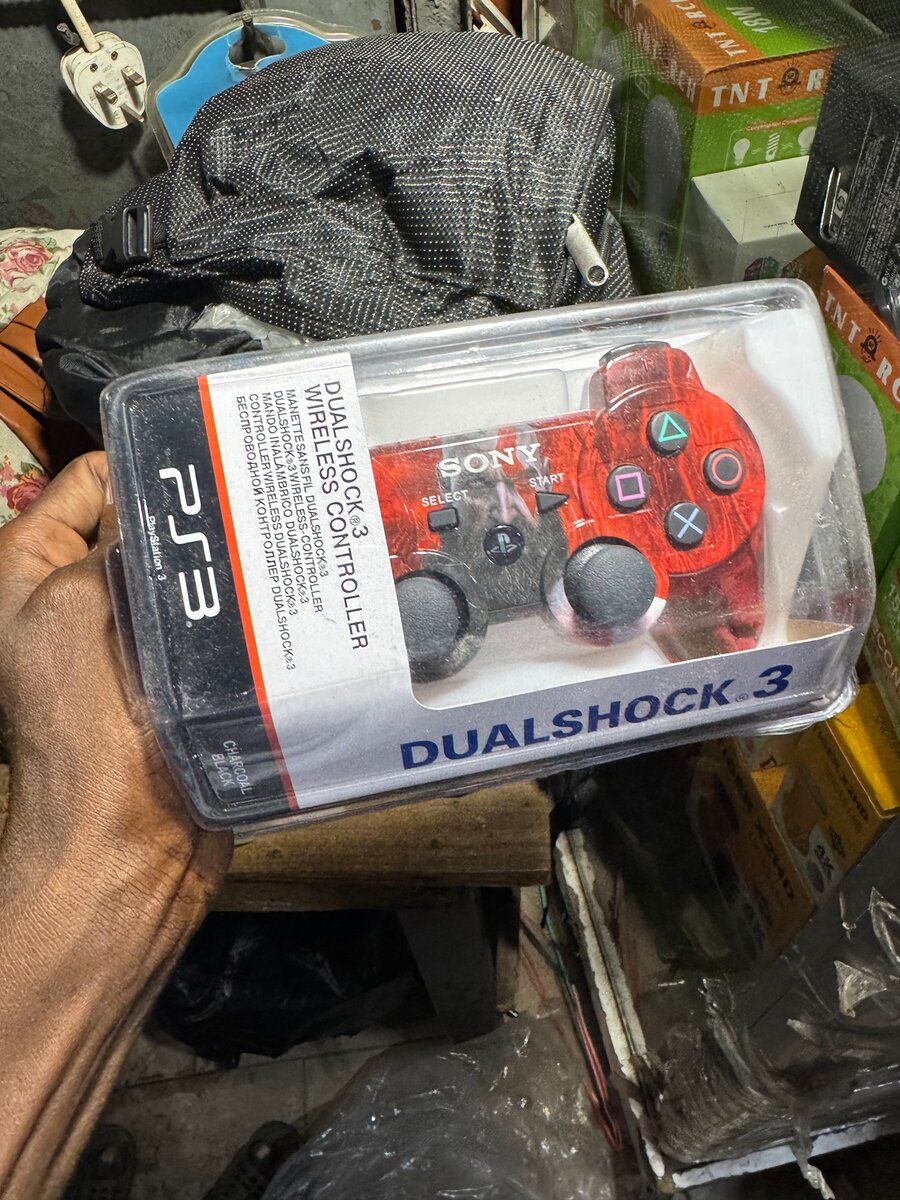 PS3
PlayStation 3
DUALSHOCK®3
WIRELESS CONTROLLER
MANETTE SANS FIL DUALSHOCK®3
DUALSHOCK®3 WIRELESS-CONTROLLER
MANDO INALÁMBRICO DUALSHOCK®3
CONTROLLER WIRELESS DUALSHOCK®3
БЕСПРОВОДНОЙ КОНТРОЛЛЕР DUALSHOCK®3
CHARCOAL
BLACK
SONY
SELECT
START
DUALSHOCK®3
18W
TNT
TNT